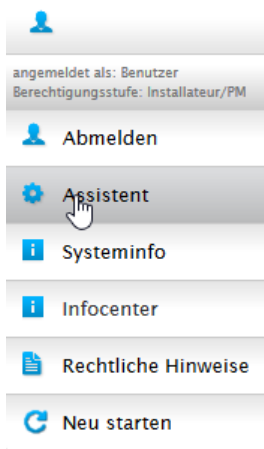 angemeldet als: Benutzer
Berechtigungsstufe: Installateur/PM
Abmelden
Assistent
Systeminfo
Infocenter
Rechtliche Hinweise
Neu starten